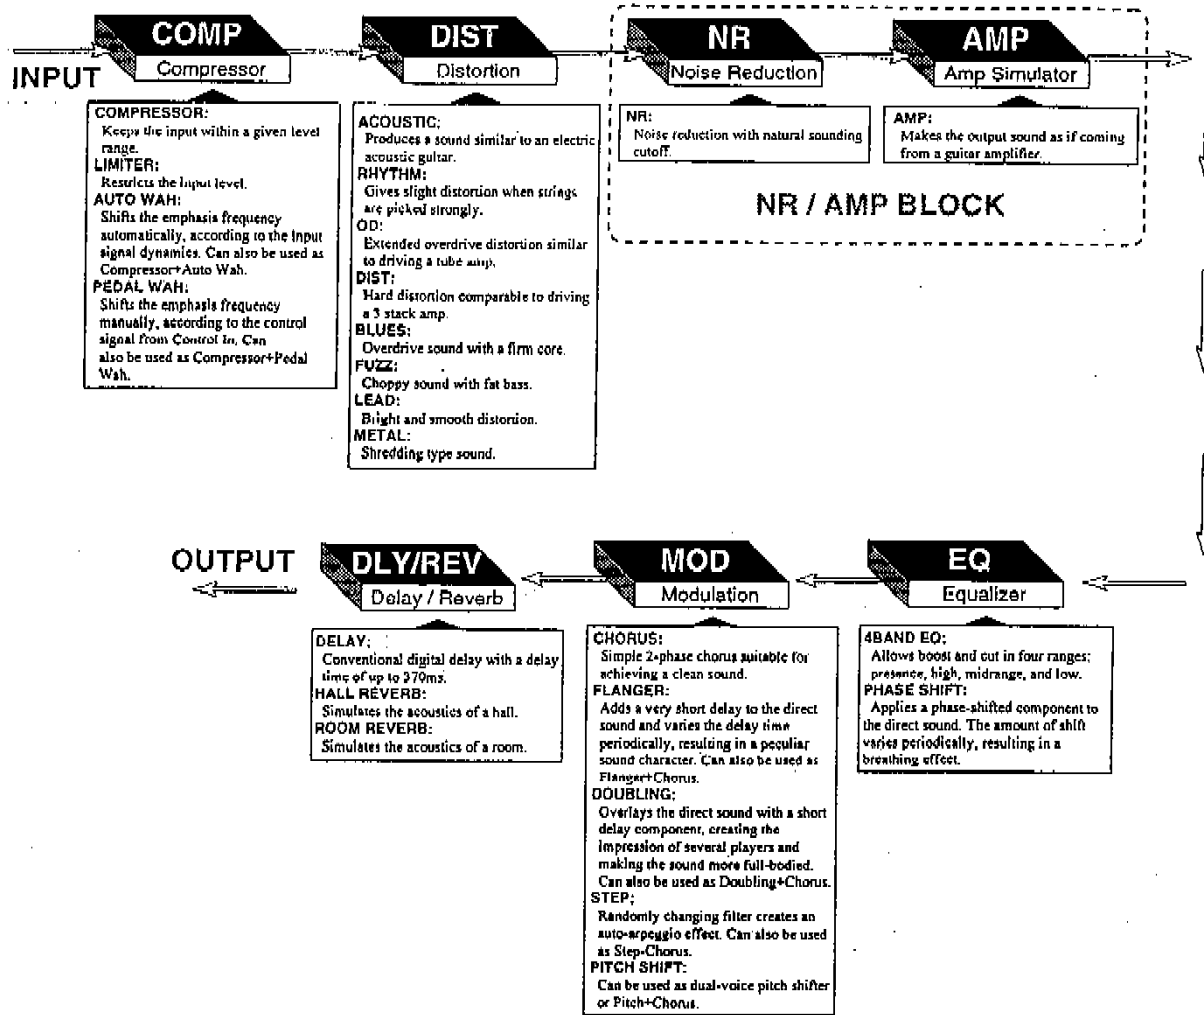 INPUT
COMP
Compressor
COMPRESSOR:
Keeps the input within a given level
range.
LIMITER:
Restricts the input level.
AUTO WAH:
Shifts the emphasis frequency
automatically, according to the input
signal dynamics. Can also be used as
Compressor+Auto Wah.
PEDAL WAH:
Shifts the emphasis frequency
manually, according to the control
signal from Control In. Can
also be used as Compressor+Pedal
Wah.
DIST
Distortion
ACOUSTIC:
Produces a sound similar to an electric
acoustic guitar.
RHYTHM:
Gives slight distortion when strings
are picked strongly.
OD:
Extended overdrive distortion similar
to driving a tube amp.
DIST:
Hard distortion comparable to driving
a 3 stack amp.
BLUES:
Overdrive sound with a firm core.
FUZZ:
Choppy sound with fat bass.
LEAD:
Bright and smooth distortion.
METAL:
Shredding type sound.
NR
Noise Reduction
NR:
Noise reduction with natural sounding
cutoff.
AMP
Amp Simulator
AMP:
Makes the output sound as if coming
from a guitar amplifier.
NR / AMP BLOCK
EQ
Equalizer
4BAND EQ:
Allows boost and cut in four ranges;
presence, high, midrange, and low.
PHASE SHIFT:
Applies a phase-shifted component to
the direct sound. The amount of shift
varies periodically, resulting in a
breathing effect.
MOD
Modulation
CHORUS:
Simple 2-phase chorus suitable for
achieving a clean sound.
FLANGER:
Adds a very short delay to the direct
sound and varies the delay time
periodically, resulting in a peculiar
sound character. Can also be used as
Flanger+Chorus.
DOUBLING:
Overlays the direct sound with a short
delay component, creating the
impression of several players and
making the sound more full-bodied.
Can also be used as Doubling+Chorus.
STEP:
Randomly changing filter creates an
auto-arpeggio effect. Can also be used
as Step-Chorus.
PITCH SHIFT:
Can be used as dual-voice pitch shifter
or Pitch+Chorus.
DLY/REV
Delay / Reverb
DELAY:
Conventional digital delay with a delay
time of up to 370ms.
HALL REVERB:
Simulates the acoustics of a hall.
ROOM REVERB:
Simulates the acoustics of a room.
OUTPUT